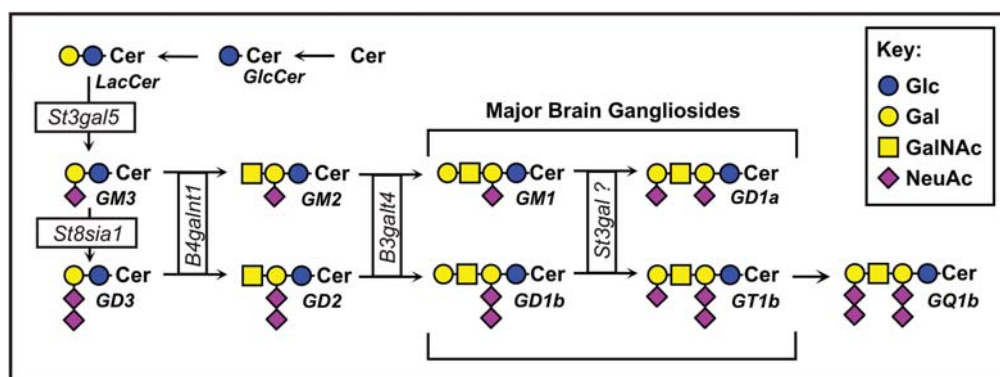 Cer Cer Cer
LacCer GlcCer
St3gal5
Major Brain Gangliosides
Cer Cer Cer Cer
GM3 GM2 GM1 GD1a
St8sia1
B4galnt1
B3galt4
St3gal ?
Cer Cer Cer Cer Cer
GD3 GD2 GD1b GT1b GQ1b
Key:
Glc
Gal
GalNAc
NeuAc